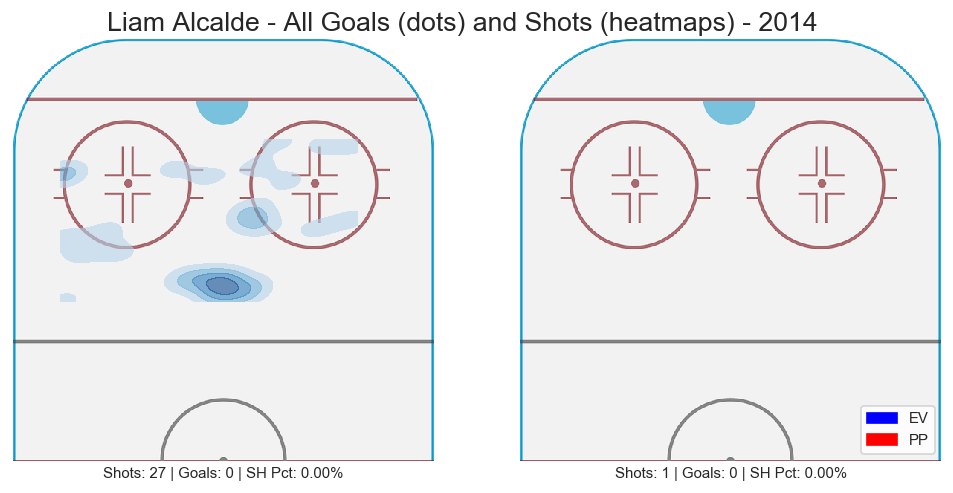 Liam Alcalde - All Goals (dots) and Shots (heatmaps) - 2014
EV
PP
Shots: 27 | Goals: 0 | SH Pct: 0.00%
Shots: 1 | Goals: 0 | SH Pct: 0.00%